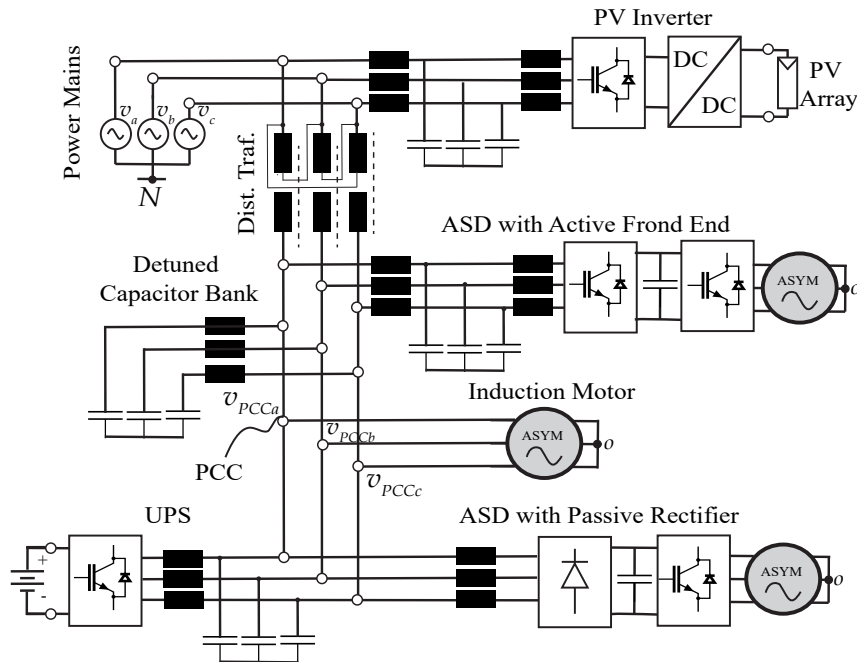 PV Inverter
Power Mains
v_a
v_b
v_c
N
DC
DC
PV
Array
Dist. Traf.
ASD with Active Frond End
ASYM
o
Detuned
Capacitor Bank
v_PCCa
Induction Motor
v_PCCb
ASYM
o
PCC
v_PCCc
UPS
ASD with Passive Rectifier
+
-
ASYM
o